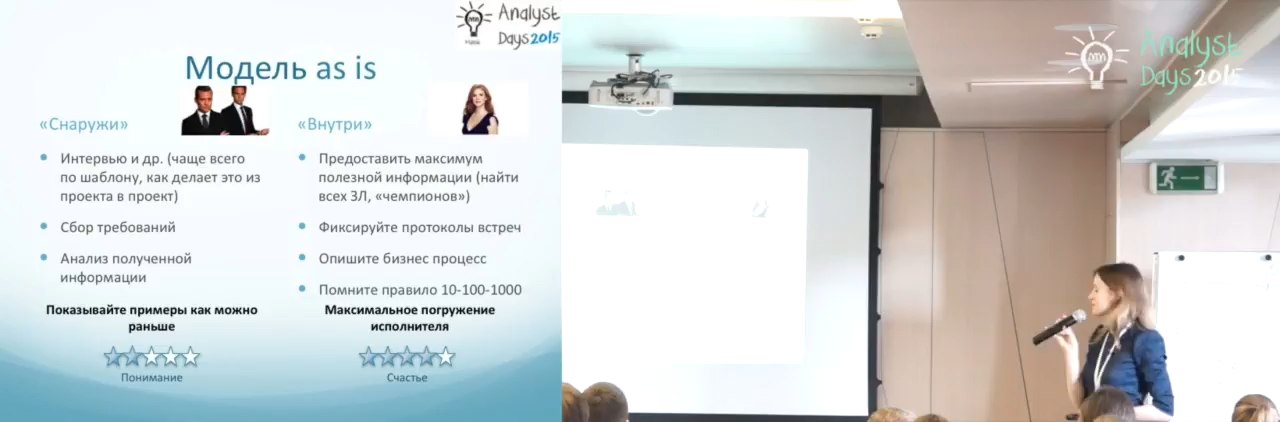 Analyst
Days 2015
Модель as is
«Снаружи»
Интервью и др. (чаще всего
по шаблону, как делает это из
проекта в проект)
Сбор требований
Анализ полученной
информации
Показывайте примеры как можно
раньше
Понимание
«Внутри»
Предоставить максимум
полезной информации (найти
всех ЗЛ, «чемпионов»)
Фиксируйте протоколы встреч
Опишите бизнес процесс
Помните правило 10-100-1000
Максимальное погружение
исполнителя
Счастье
Analyst
Days 2015